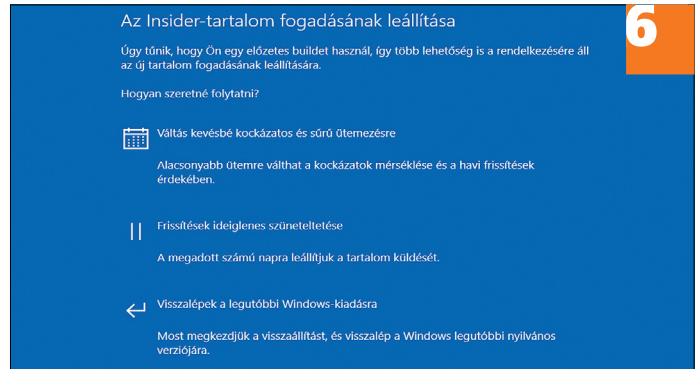 Az Insider-tartalom fogadásának leállítása
6
Úgy tűnik, hogy Ön egy előzetes buildet használ, így több lehetőség is a rendelkezésére áll
az új tartalom fogadásának leállítására.
Hogyan szeretné folytatni?
Váltás kevésbé kockázatos és sűrű ütemezésre
Alacsonyabb ütemre válthat a kockázatok mérséklése és a havi frissítések
érdekében.
Frissítések ideiglenes szüneteltetése
A megadott számú napra leállítjuk a tartalom küldését.
Visszalépek a legutóbbi Windows-kiadásra
Most megkezdjük a visszaállítást, és visszalép a Windows legutóbbi nyilvános
verziójára.